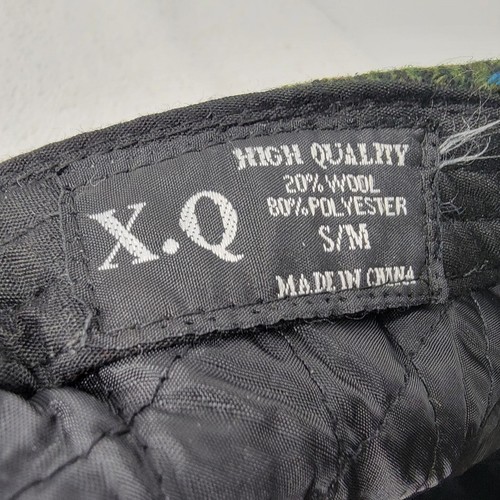 X.Q
HIGH QUALITY
20% WOOL
80% POLYESTER
S/M
MADE IN CHINA